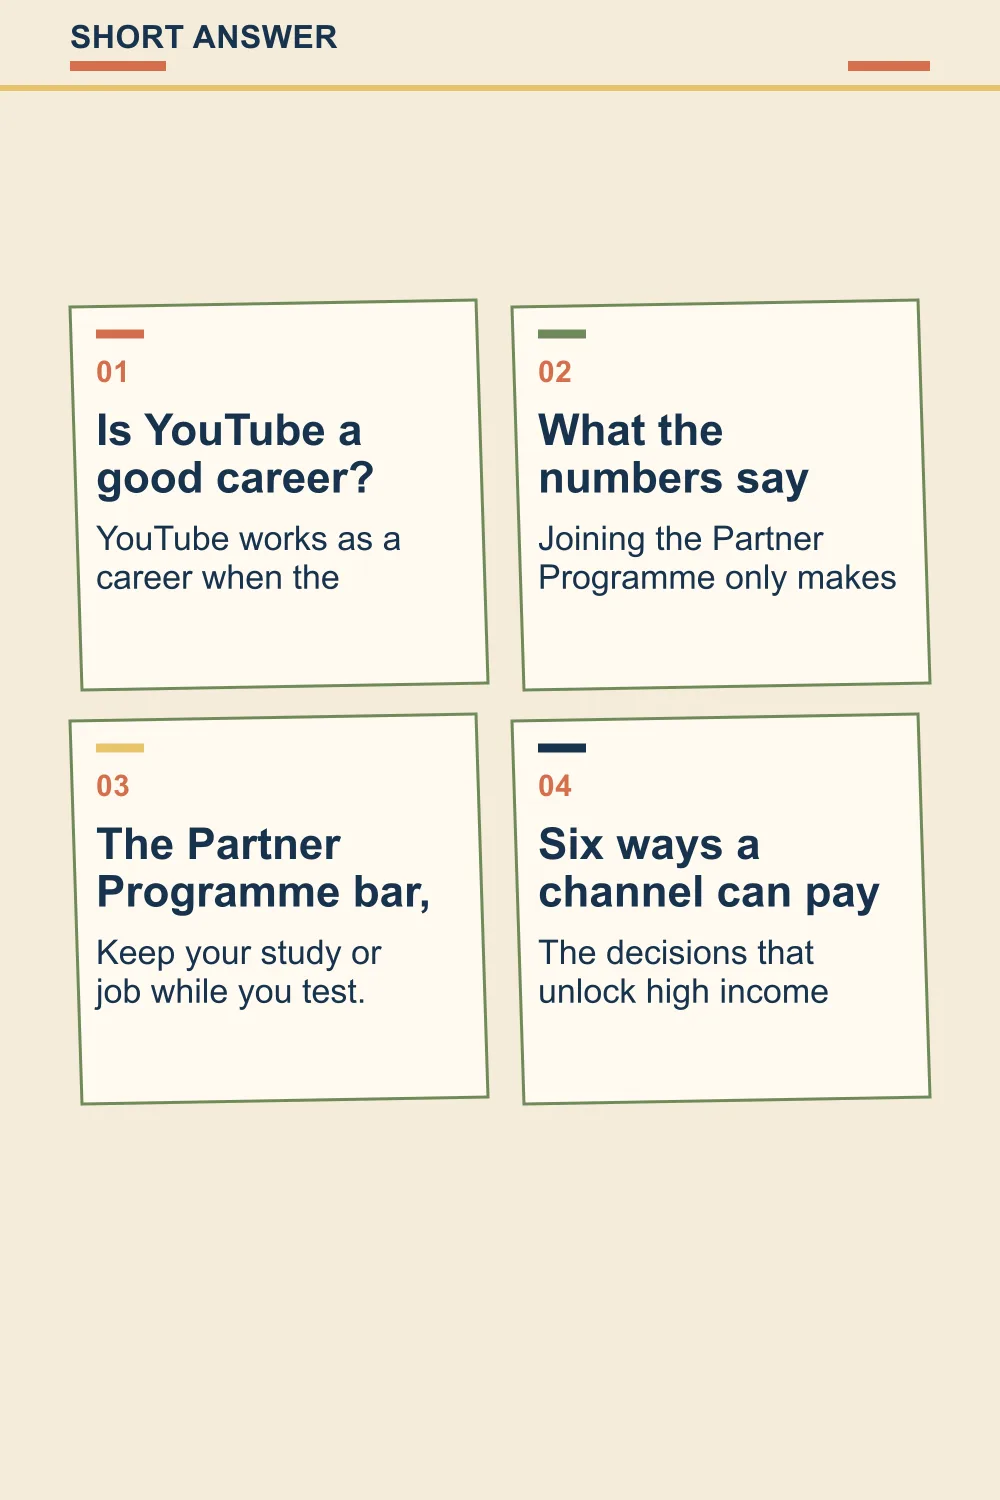 SHORT ANSWER
01
Is YouTube a
good career?
YouTube works as a
career when the
02
What the
numbers say
Joining the Partner
Programme only makes
03
The Partner
Programme bar,
Keep your study or
job while you test.
04
Six ways a
channel can pay
The decisions that
unlock high income